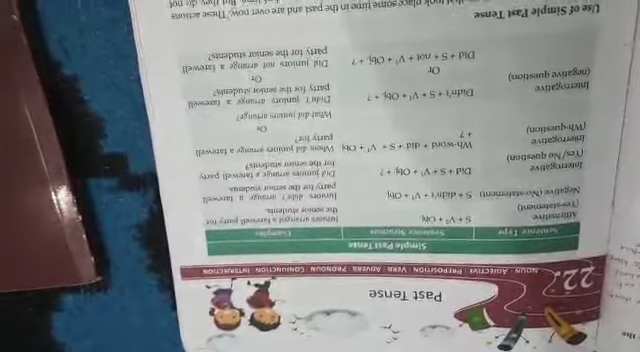 22.
Past Tense
NOUN ADJECTIVE PREPOSITION VERB ADVERB PRONOUN CONJUNCTION INTERJECTION
Simple Past Tense
Sentence Type Sentence Structure Examples
Affirmative S + V² + Obj Juniors arranged a farewell party for
(Yes-statement) the senior students.
Negative (No-statement) S + didn't + V¹ + Obj Juniors didn't arrange a farewell
party for the senior students
Interrogative Did + S + V¹ + Obj + ? Did juniors arrange a farewell party
(Yes/No question) for the senior students?
Interrogative Wh-word + did + S + V¹ + Obj When did juniors arrange a farewell
(Wh-question) + ? party for?
Or
What did juniors arrange?
Interrogative Didn't + S + V¹ + Obj + ? Didn't juniors arrange a farewell
(negative question) party for the senior students?
Or Or
Did + S + not + V¹ + Obj + ? Did juniors not arrange a farewell
party for the senior students?
Use of Simple Past Tense
took place some time in the past and are over now. These actions
But they do not
the